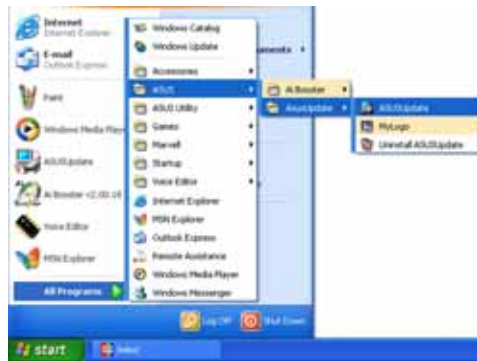 Internet
Internet Explorer
E-mail
Outlook Express
Paint
Windows Media Player
ASUSUpdate
Ai Booster v2.00.16
Voice Editor
MSN Explorer
All Programs
Windows Catalog
Windows Update
Accessories
ASUS
ASUS Utility
Games
Marvell
Startup
Voice Editor
Internet Explorer
MSN Explorer
Outlook Express
Remote Assistance
Windows Media Player
Windows Messenger
Ai Booster
AsusUpdate
ASUSUpdate
MyLogo
Uninstall ASUSUpdate
Log Off
Shut Down
start